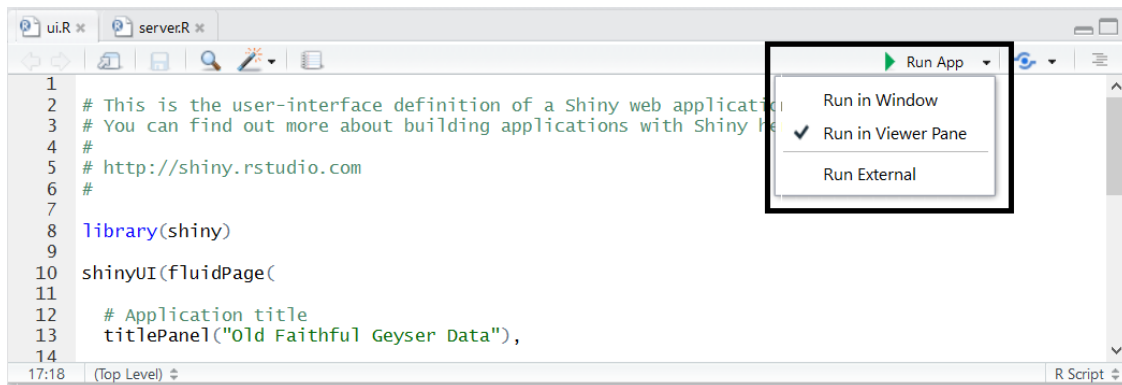 ui.R × server.R ×
Run App
1
2 # This is the user-interface definition of a Shiny web applicatio
3 # You can find out more about building applications with Shiny he
4 #
5 # http://shiny.rstudio.com
6 #
7
8 library(shiny)
9
10 shinyUI(fluidPage(
11
12 # Application title
13 titlePanel("Old Faithful Geyser Data"),
14
Run in Window
✔ Run in Viewer Pane
Run External
17:18 (Top Level) R Script